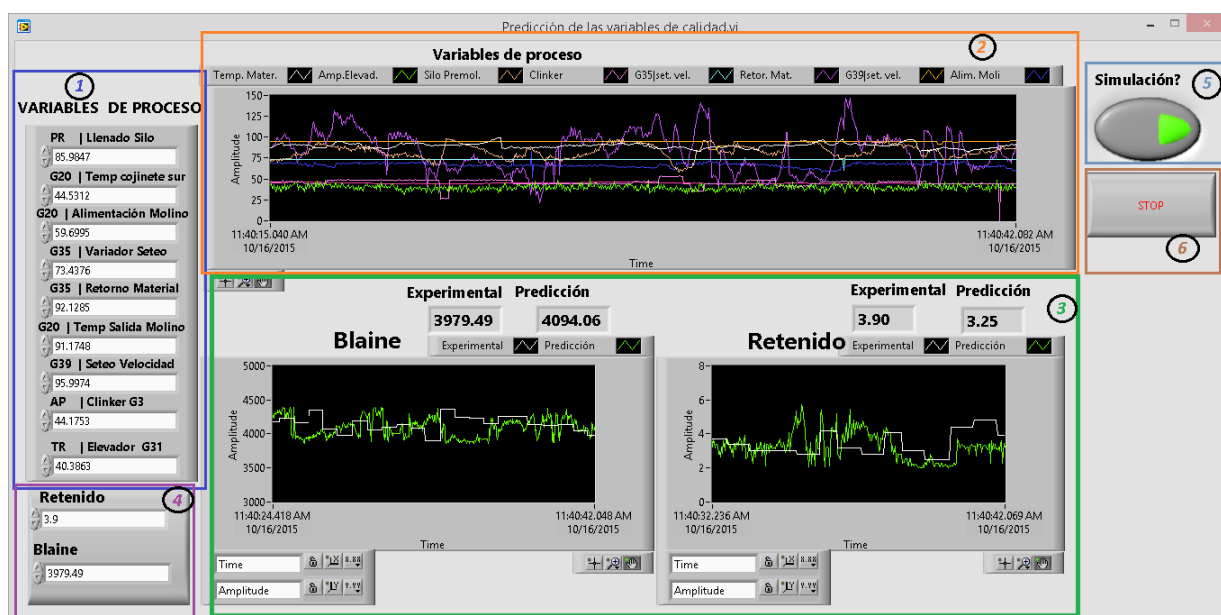 Predicción de las variables de calidad.vi
1
VARIABLES DE PROCESO
PR | Llenado Silo
85.9847
G20 | Temp cojinete sur
44.5312
G20 | Alimentación Molino
59.6995
G35 | Variador Seteo
73.4376
G35 | Retorno Material
92.1285
G20 | Temp Salida Molino
91.1748
G39 | Seteo Velocidad
95.9974
AP | Clinker G3
44.1753
TR | Elevador G31
40.3863
4
Retenido
3.9
Blaine
3979.49
2
Variables de proceso
Temp. Mater. Amp.Elevad. Silo Premol. Clinker G35|set. vel. Retor. Mat. G39|set. vel. Alim. Moli
Amplitude
150
125
100
75
50
25
0
11:40:15.040 AM
10/16/2015
11:40:42.082 AM
10/16/2015
Time
3
Experimental Predicción
3979.49 4094.06
Blaine
Experimental Predicción
Amplitude
5000
4500
4000
3500
3000
11:40:24.418 AM
10/16/2015
11:40:42.048 AM
10/16/2015
Time
Time
Amplitude
Experimental Predicción
3.90 3.25
Retenido
Experimental Predicción
Amplitude
8
6
4
2
0
11:40:32.236 AM
10/16/2015
11:40:42.069 AM
10/16/2015
Time
Time
Amplitude
Simulación?
5
STOP
6